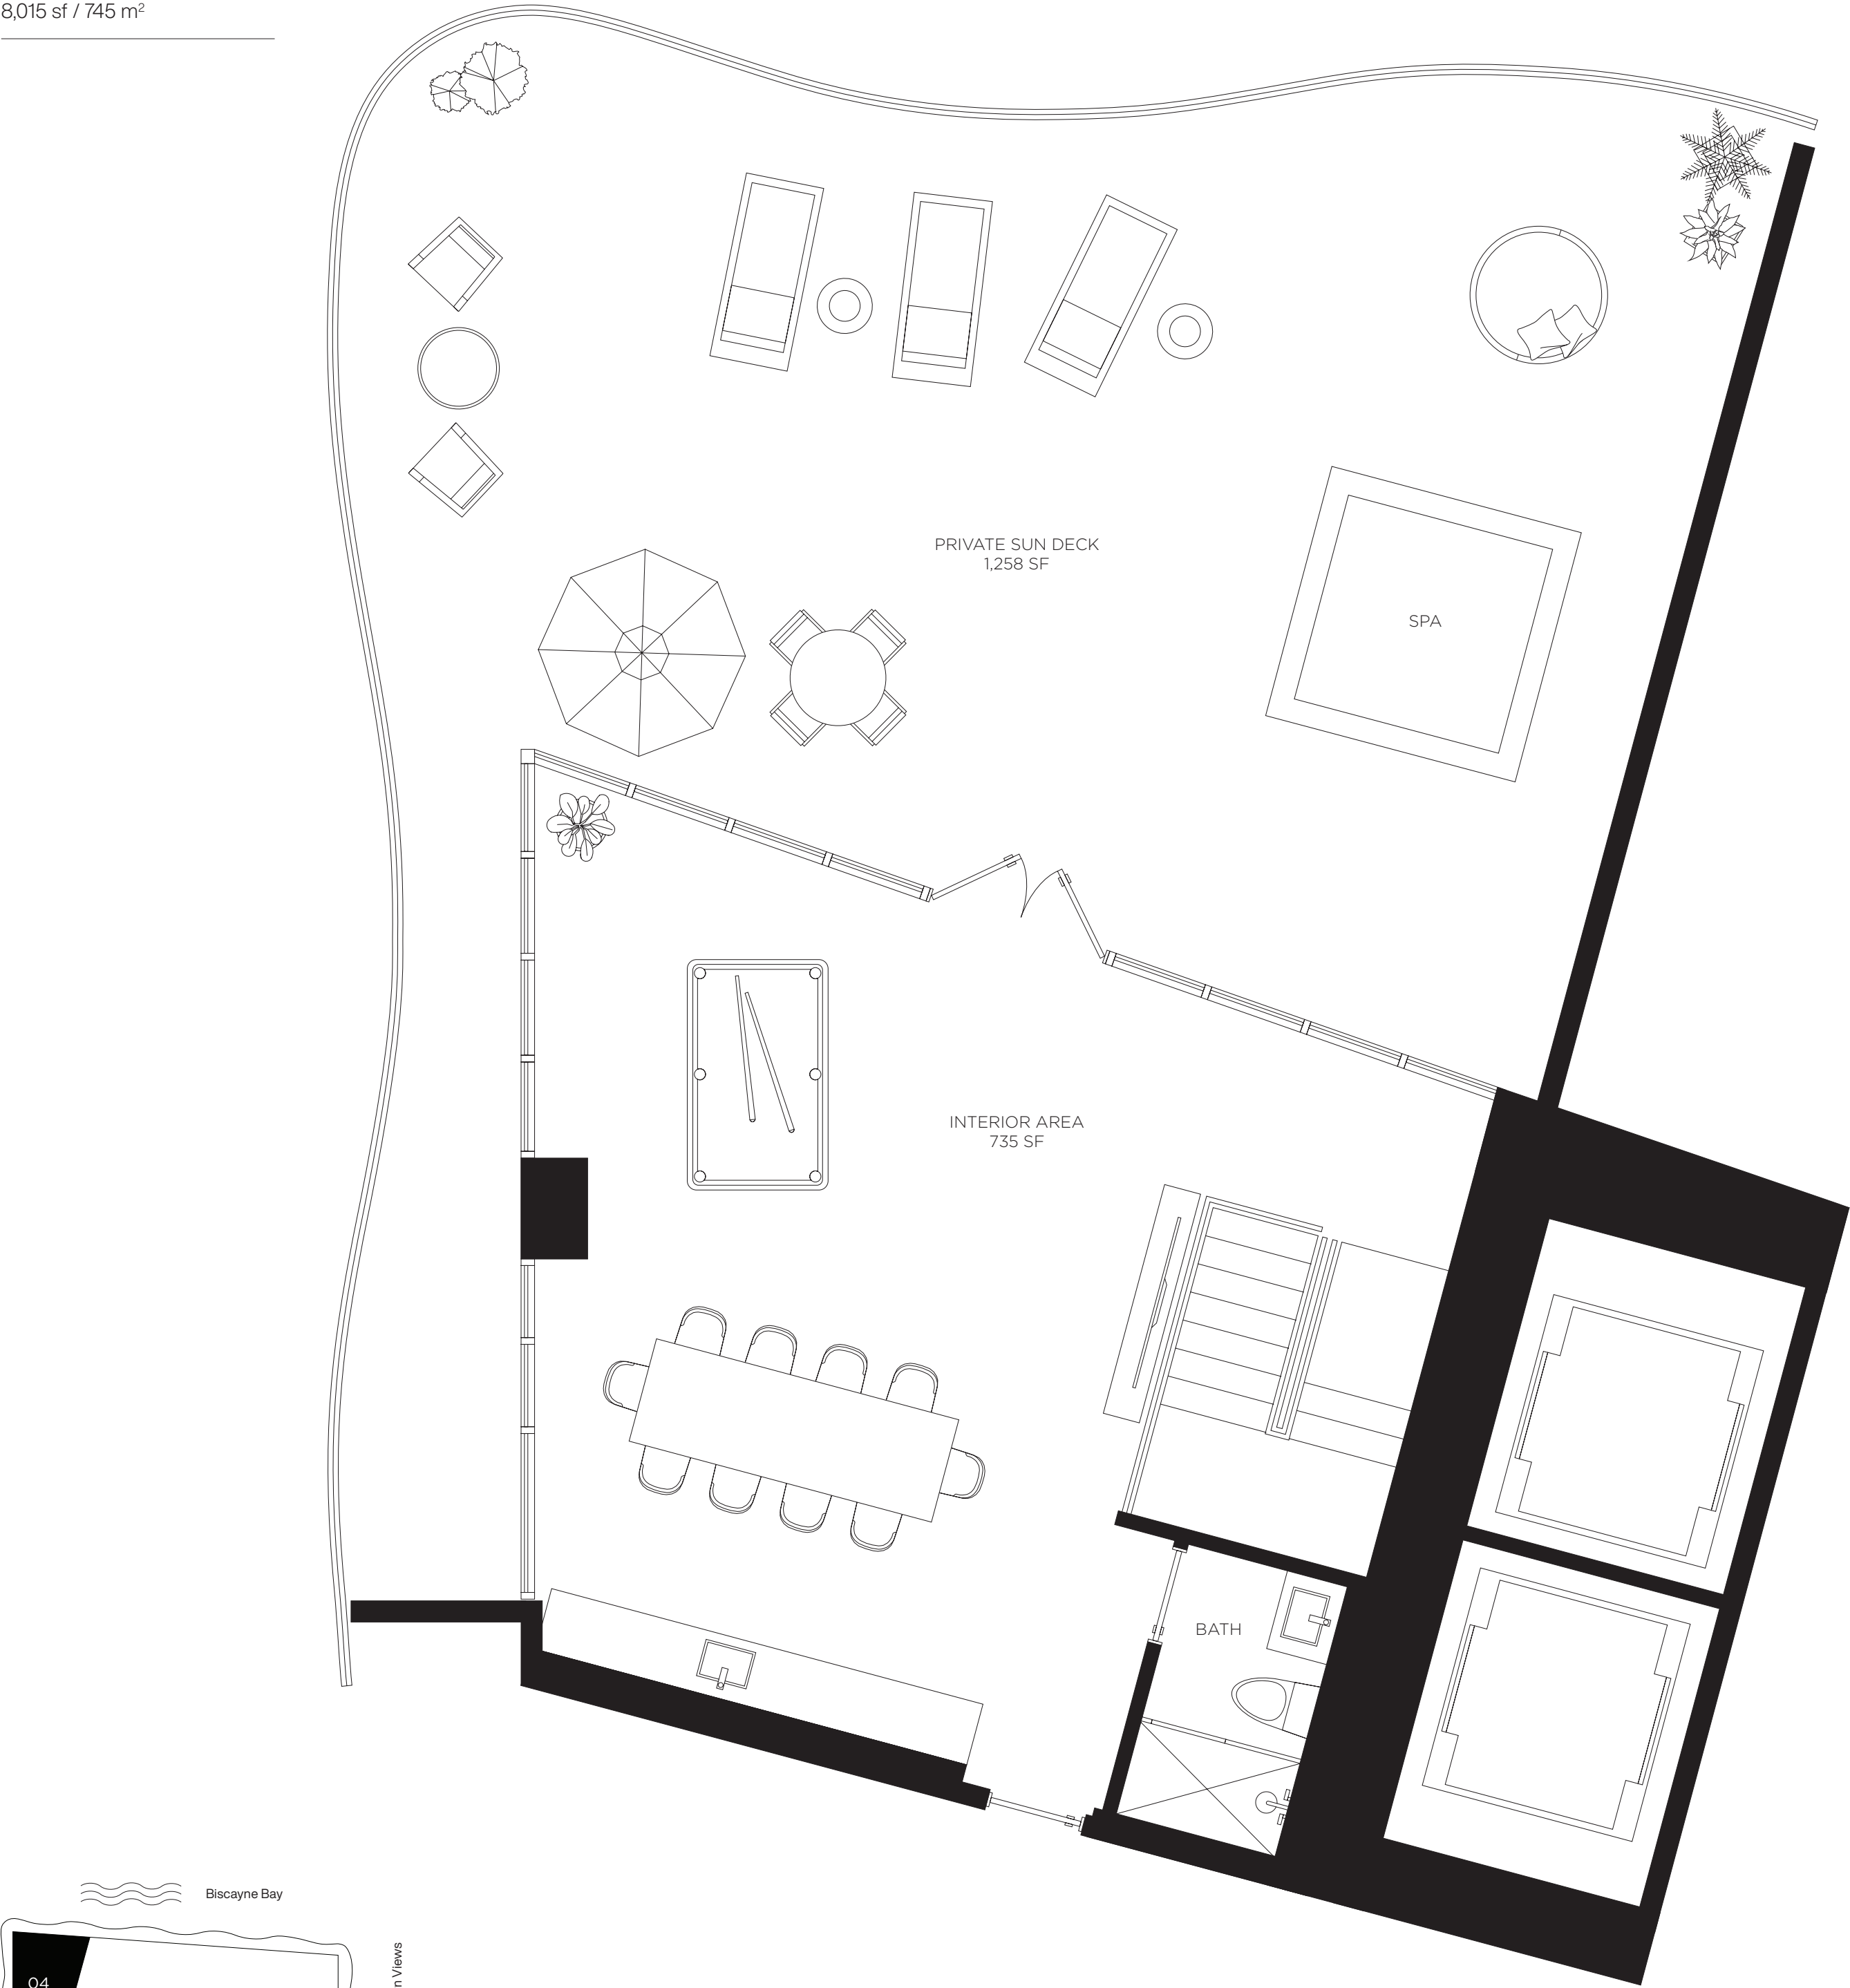 8,015 sf / 745 m²
PRIVATE SUN DECK
1,258 SF
SPA
INTERIOR AREA
735 SF
BATH
Biscayne Bay
Views
04